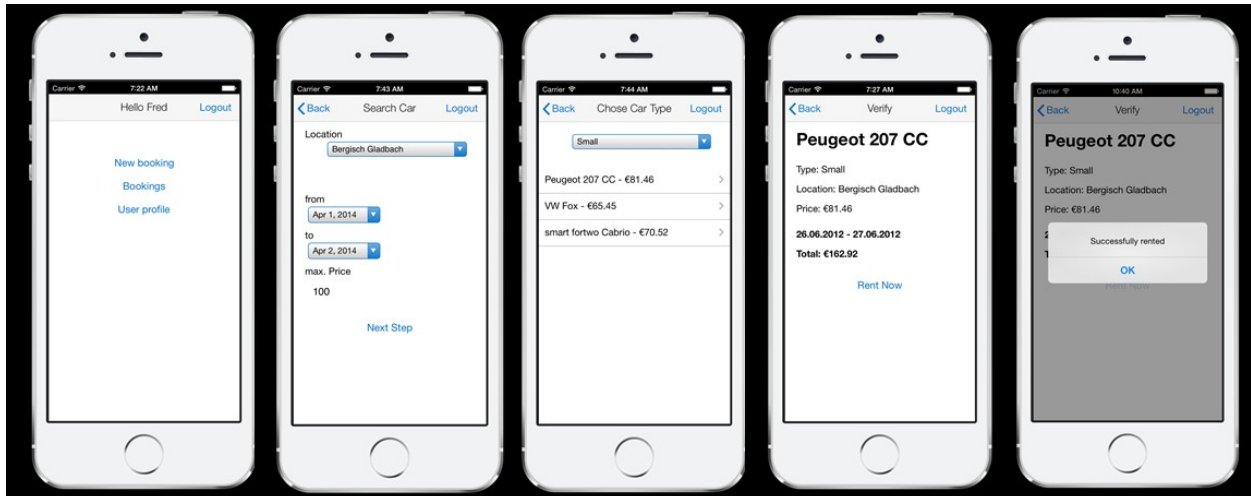 Carrier 7:22 AM
Hello Fred Logout
New booking
Bookings
User profile
Carrier 7:43 AM
Back Search Car Logout
Location
Bergisch Gladbach
from
Apr 1, 2014
to
Apr 2, 2014
max. Price
100
Next Step
Carrier 7:44 AM
Back Chose Car Type Logout
Small
Peugeot 207 CC - €81.46
VW Fox - €65.45
smart fortwo Cabrio - €70.52
Carrier 7:27 AM
Back Verify Logout
Peugeot 207 CC
Type: Small
Location: Bergisch Gladbach
Price: €81.46
26.06.2012 - 27.06.2012
Total: €162.92
Rent Now
Carrier 10:40 AM
Back Verify Logout
Peugeot 207 CC
Type: Small
Location: Bergisch Gladbach
Price: €81.46
Successfully rented
OK
Rent Now